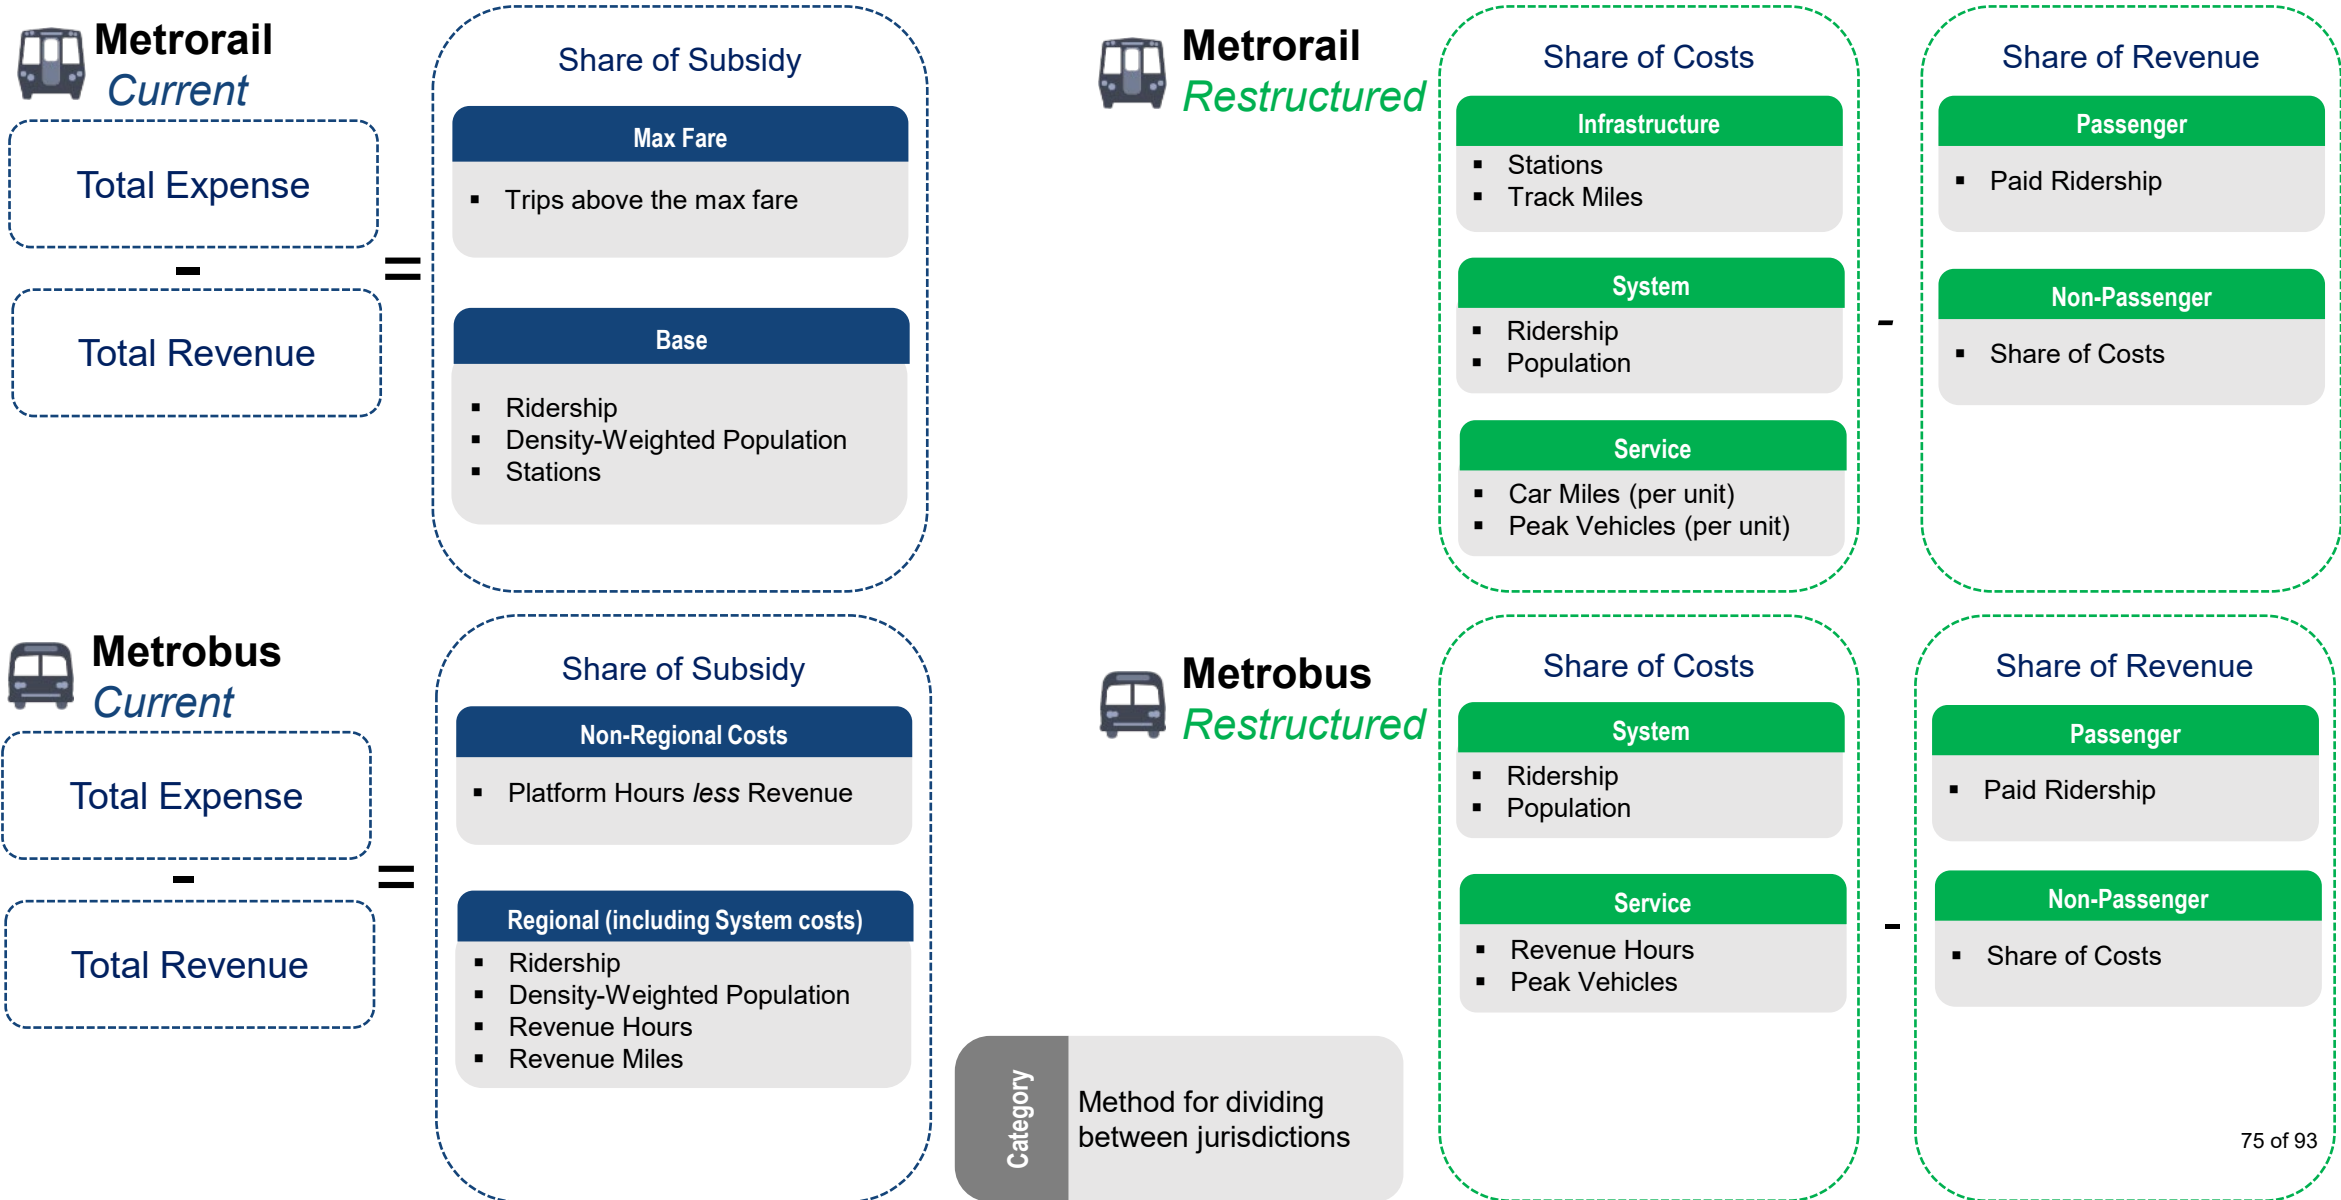 Metrorail
Current
Total Expense
-
Total Revenue
=
Share of Subsidy
Max Fare
▪ Trips above the max fare
Base
▪ Ridership
▪ Density-Weighted Population
▪ Stations
Metrorail
Restructured
Share of Costs
Infrastructure
▪ Stations
▪ Track Miles
System
▪ Ridership
▪ Population
Service
▪ Car Miles (per unit)
▪ Peak Vehicles (per unit)
-
Share of Revenue
Passenger
▪ Paid Ridership
Non-Passenger
▪ Share of Costs
Metrobus
Current
Total Expense
-
Total Revenue
=
Share of Subsidy
Non-Regional Costs
▪ Platform Hours less Revenue
Regional (including System costs)
▪ Ridership
▪ Density-Weighted Population
▪ Revenue Hours
▪ Revenue Miles
Metrobus
Restructured
Share of Costs
System
▪ Ridership
▪ Population
Service
▪ Revenue Hours
▪ Peak Vehicles
-
Share of Revenue
Passenger
▪ Paid Ridership
Non-Passenger
▪ Share of Costs
Category
Method for dividing
between jurisdictions
75 of 93